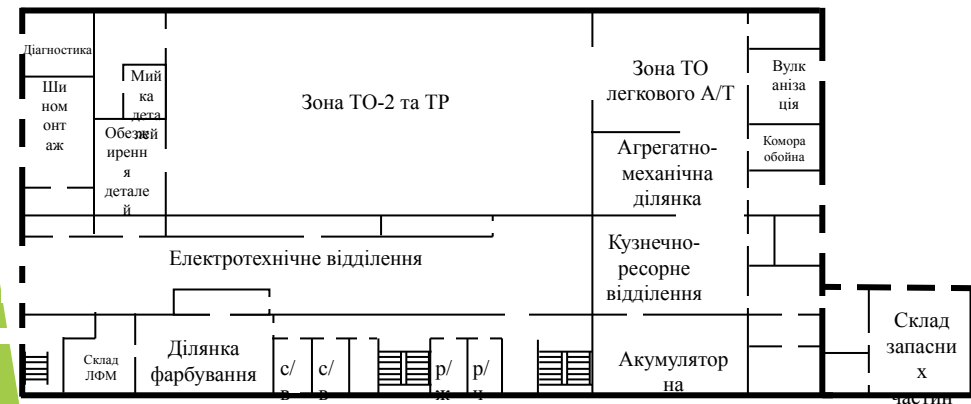 Діагностика
Ши
ном
онт
аж
Мий
ка
дета
лей
Обезж
иренн
я
детале
й
Зона ТО-2 та ТР
Зона ТО
легкового А/Т
Вулк
аніза
ція
Комора
обойна
Агрегатно-
механічна
ділянка
Електротехнічне відділення
Кузнечно-
ресорне
відділення
Склад
ЛФМ
Ділянка
фарбування
с/
в
с/
в
р/
ж
р/
ч
Акумулятор
на
Склад
запасни
х
частин